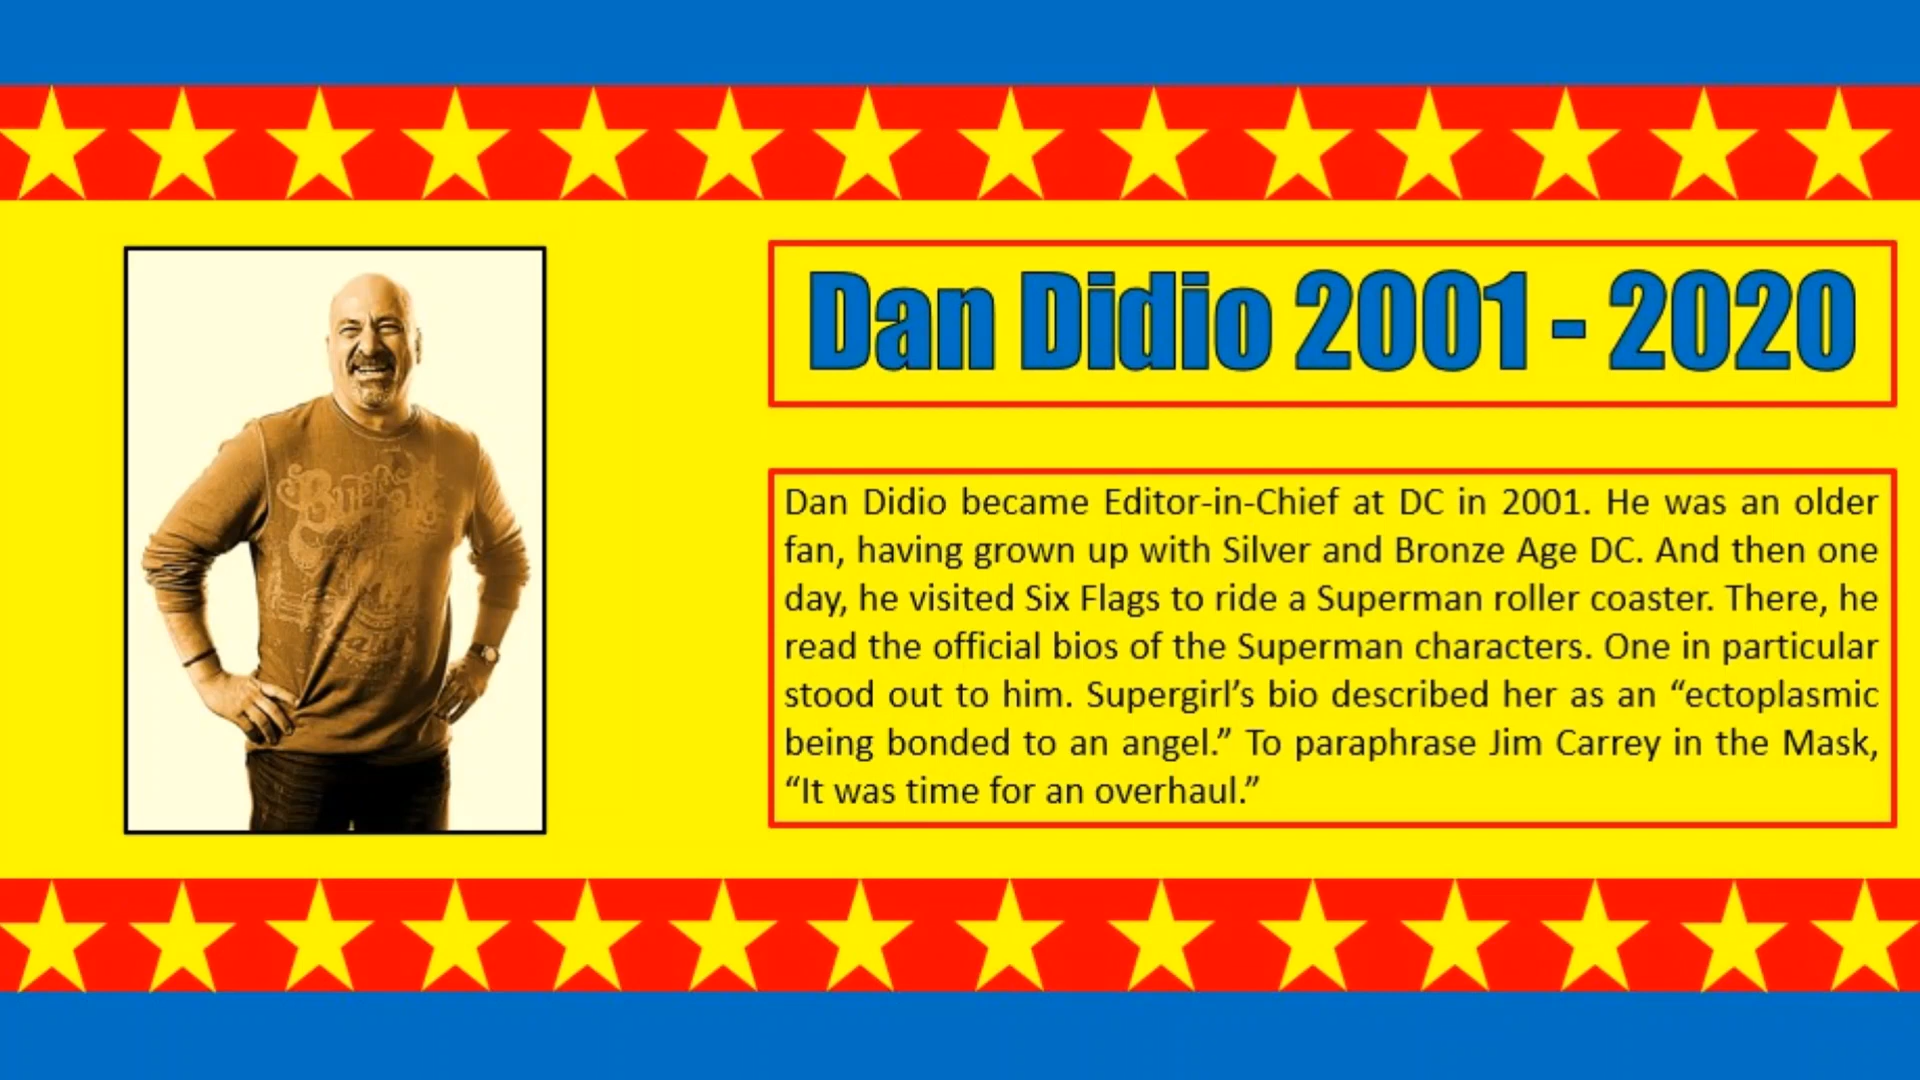 Dan Didio 2001 - 2020
Dan Didio became Editor-in-Chief at DC in 2001. He was an older
fan, having grown up with Silver and Bronze Age DC. And then one
day, he visited Six Flags to ride a Superman roller coaster. There, he
read the official bios of the Superman characters. One in particular
stood out to him. Supergirl’s bio described her as an “ectoplasmic
being bonded to an angel.” To paraphrase Jim Carrey in the Mask,
“It was time for an overhaul.”